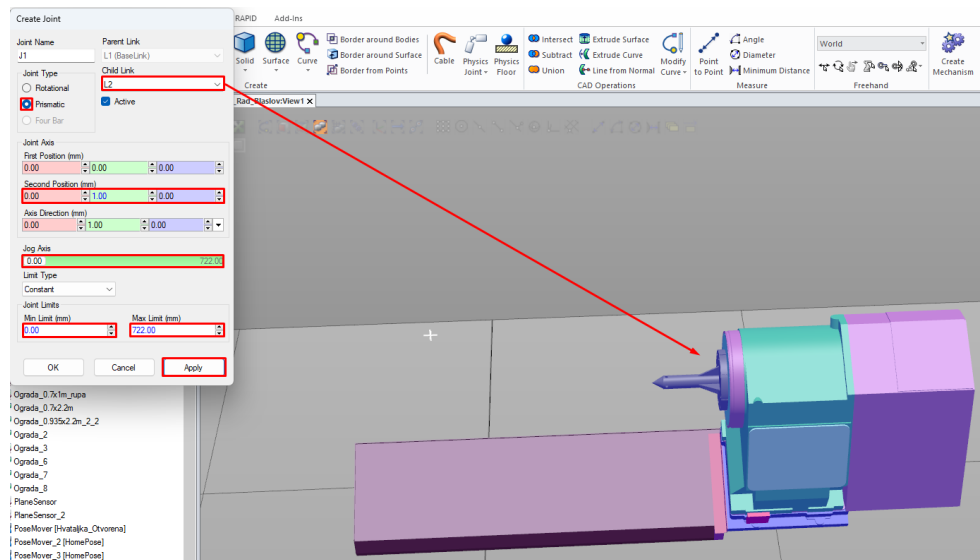 Create Joint
RAPID Add-Ins
Joint Name
J1
Parent Link
L1 (BaseLink)
Joint Type
Rotational
Prismatic
Four Bar
Child Link
L2
Active
Joint Axis
First Position (mm)
0.00 0.00 0.00
Second Position (mm)
0.00 1.00 0.00
Axis Direction (mm)
0.00 1.00 0.00
Jog Axis
0.00 722.00
Limit Type
Constant
Joint Limits
Min Limit (mm) Max Limit (mm)
0.00 722.00
OK Cancel Apply
Solid Surface Curve
Border around Bodies
Border around Surface
Border from Points
Create
Cable Physics Joint Physics Floor
Intersect Extrude Surface
Subtract Extrude Curve
Union Line from Normal
Modify Curve
CAD Operations
Point to Point
Angle
Diameter
Minimum Distance
Measure
World
Freehand
Create Mechanism
_Rad_Blaslov:View1 X
Ograda_0.7x1m_rupa
Ograda_0.7x2.2m
Ograda_0.935x2.2m_2_2
Ograda_2
Ograda_3
Ograda_6
Ograda_7
Ograda_8
PlaneSensor
PlaneSensor_2
PoseMover [Hvataljka_Otvorena]
PoseMover_2 [HomePose]
PoseMover_3 [HomePose]